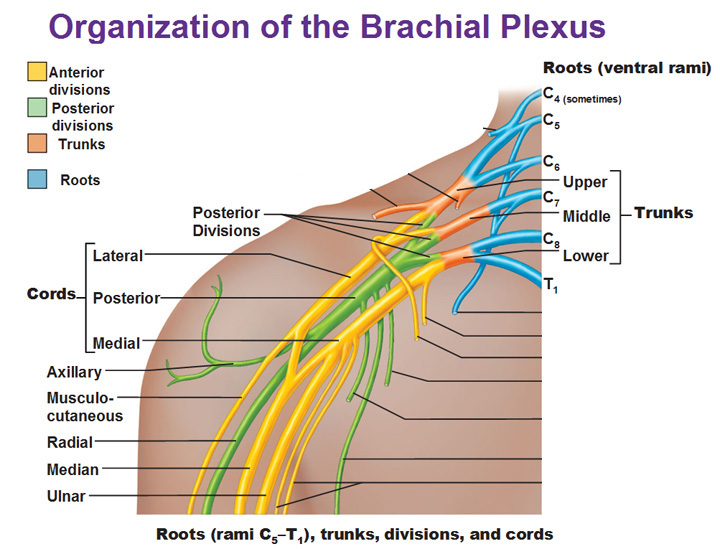 Organization of the Brachial Plexus
Anterior
divisions
Posterior
divisions
Trunks
Roots
Roots (ventral rami)
C4 (sometimes)
C5
C6
C7
C8
T1
Upper
Middle
Lower
Trunks
Posterior
Divisions
Cords
Lateral
Posterior
Medial
Axillary
Musculo-
cutaneous
Radial
Median
Ulnar
Roots (rami C5–T1), trunks, divisions, and cords